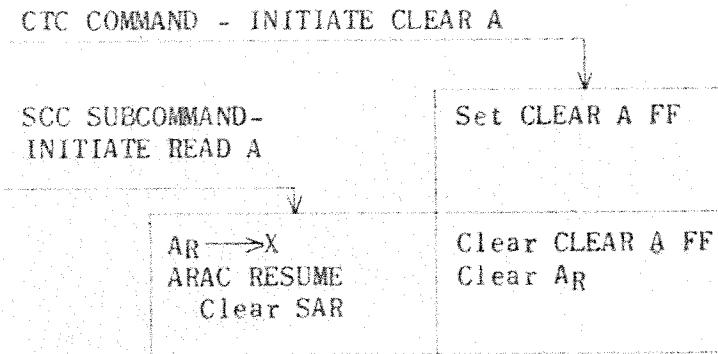 CTC COMMAND - INITIATE CLEAR A
SCC SUBCOMMAND-
INITIATE READ A
Set CLEAR A FF
AR→X
ARAC RESUME
Clear SAR
Clear CLEAR A FF
Clear AR